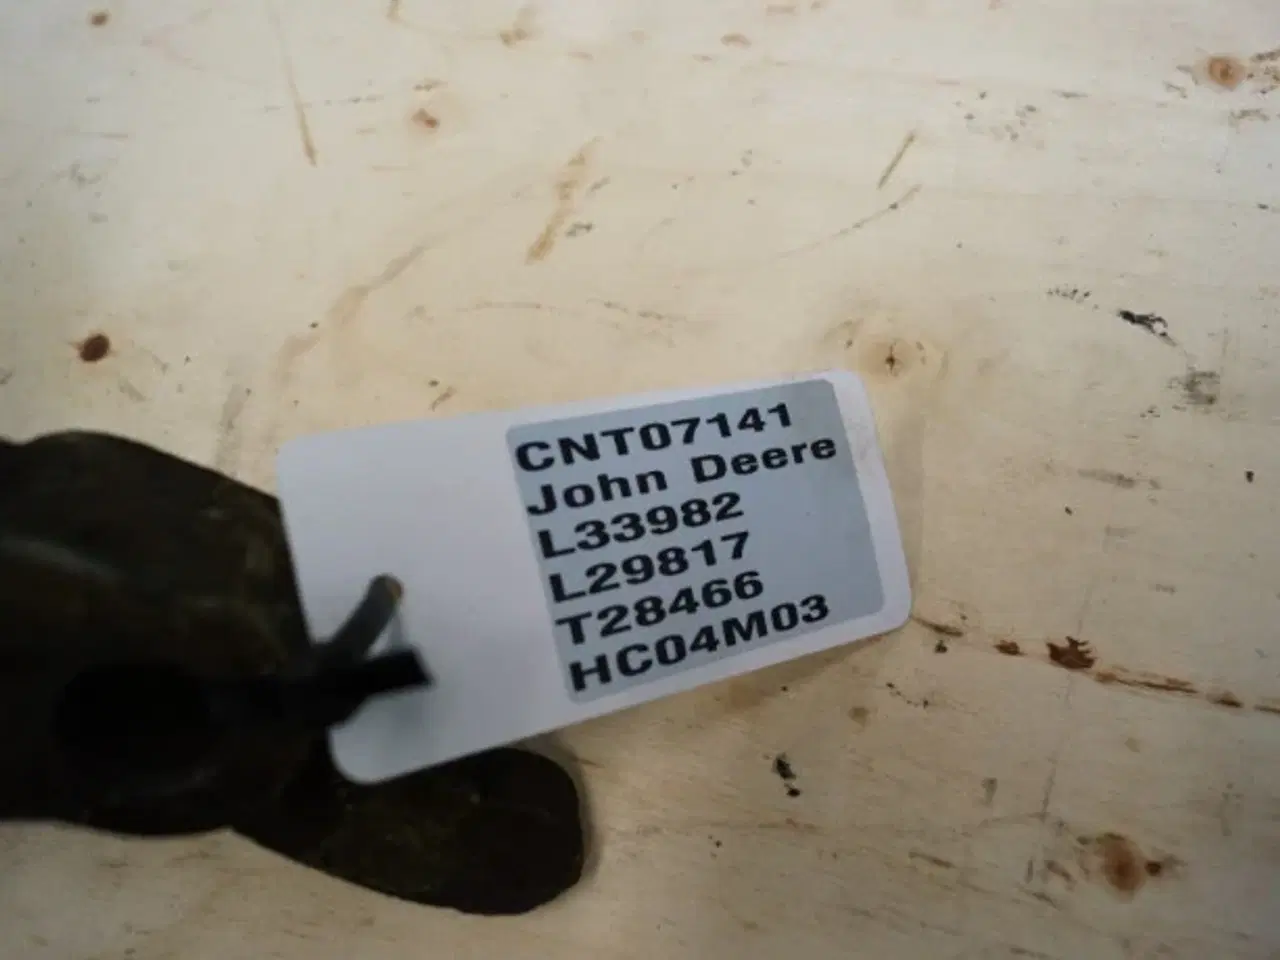 CNT07141
John Deere
L33982
L29817
T28466
HC04M03